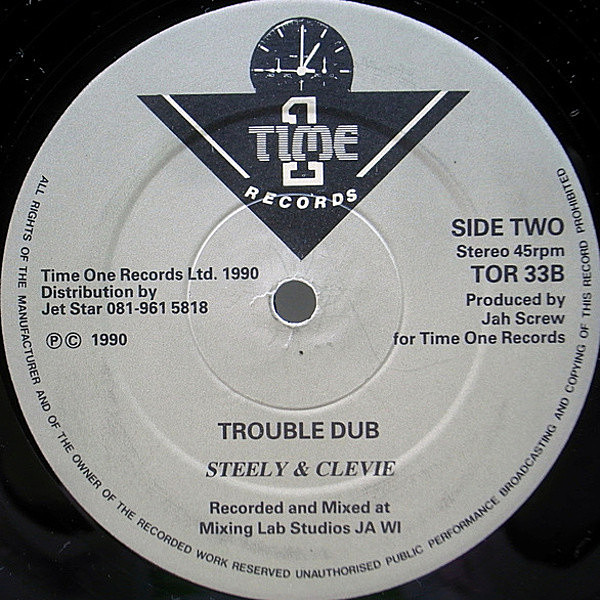 TIME 1
RECORDS
SIDE TWO
Stereo 45rpm
TOR 33B
Produced by
Jah Screw
for Time One Records
Time One Records Ltd. 1990
Distribution by
Jet Star 081-961 5818
Ⓟ © 1990
TROUBLE DUB
STEELY & CLEVIE
Recorded and Mixed at
Mixing Lab Studios JA WI
ALL RIGHTS OF THE MANUFACTURER AND OF THE OWNER OF THE RECORDED WORK RESERVED UNAUTHORISED PUBLIC PERFORMANCE BROADCASTING AND COPYING OF THIS RECORD PROHIBITED